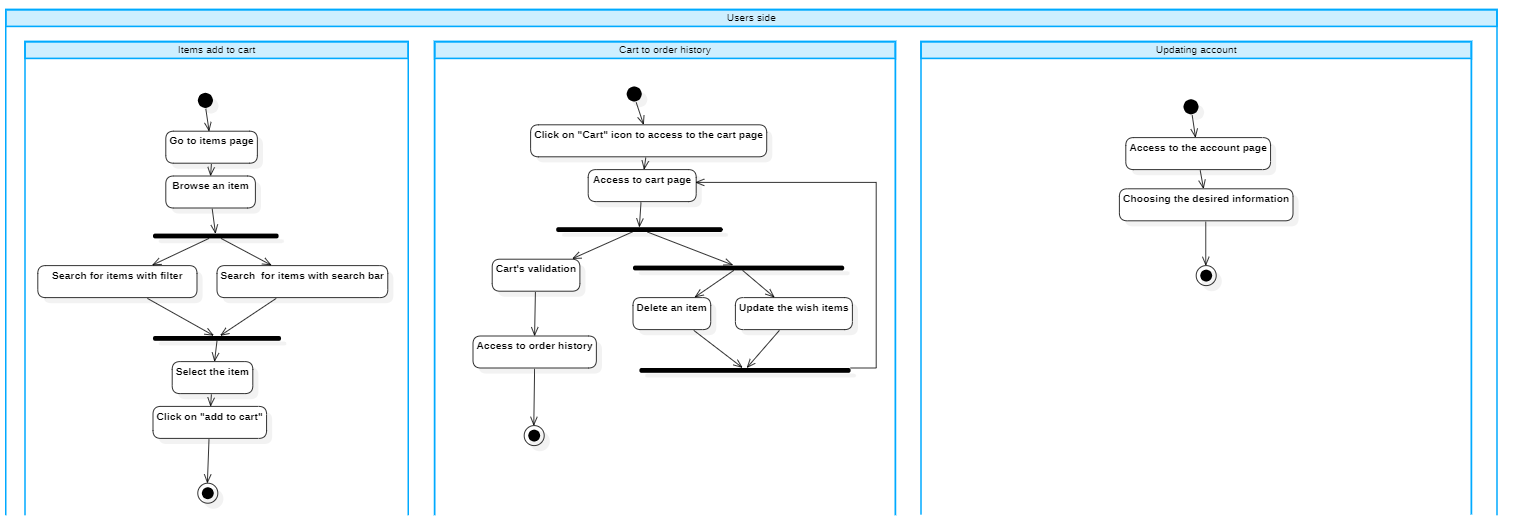 Users side
Items add to cart
Go to items page
Browse an item
Search for items with filter
Search for items with search bar
Select the item
Click on "add to cart"
Cart to order history
Click on "Cart" icon to access to the cart page
Access to cart page
Cart's validation
Delete an item
Update the wish items
Access to order history
Updating account
Access to the account page
Choosing the desired information